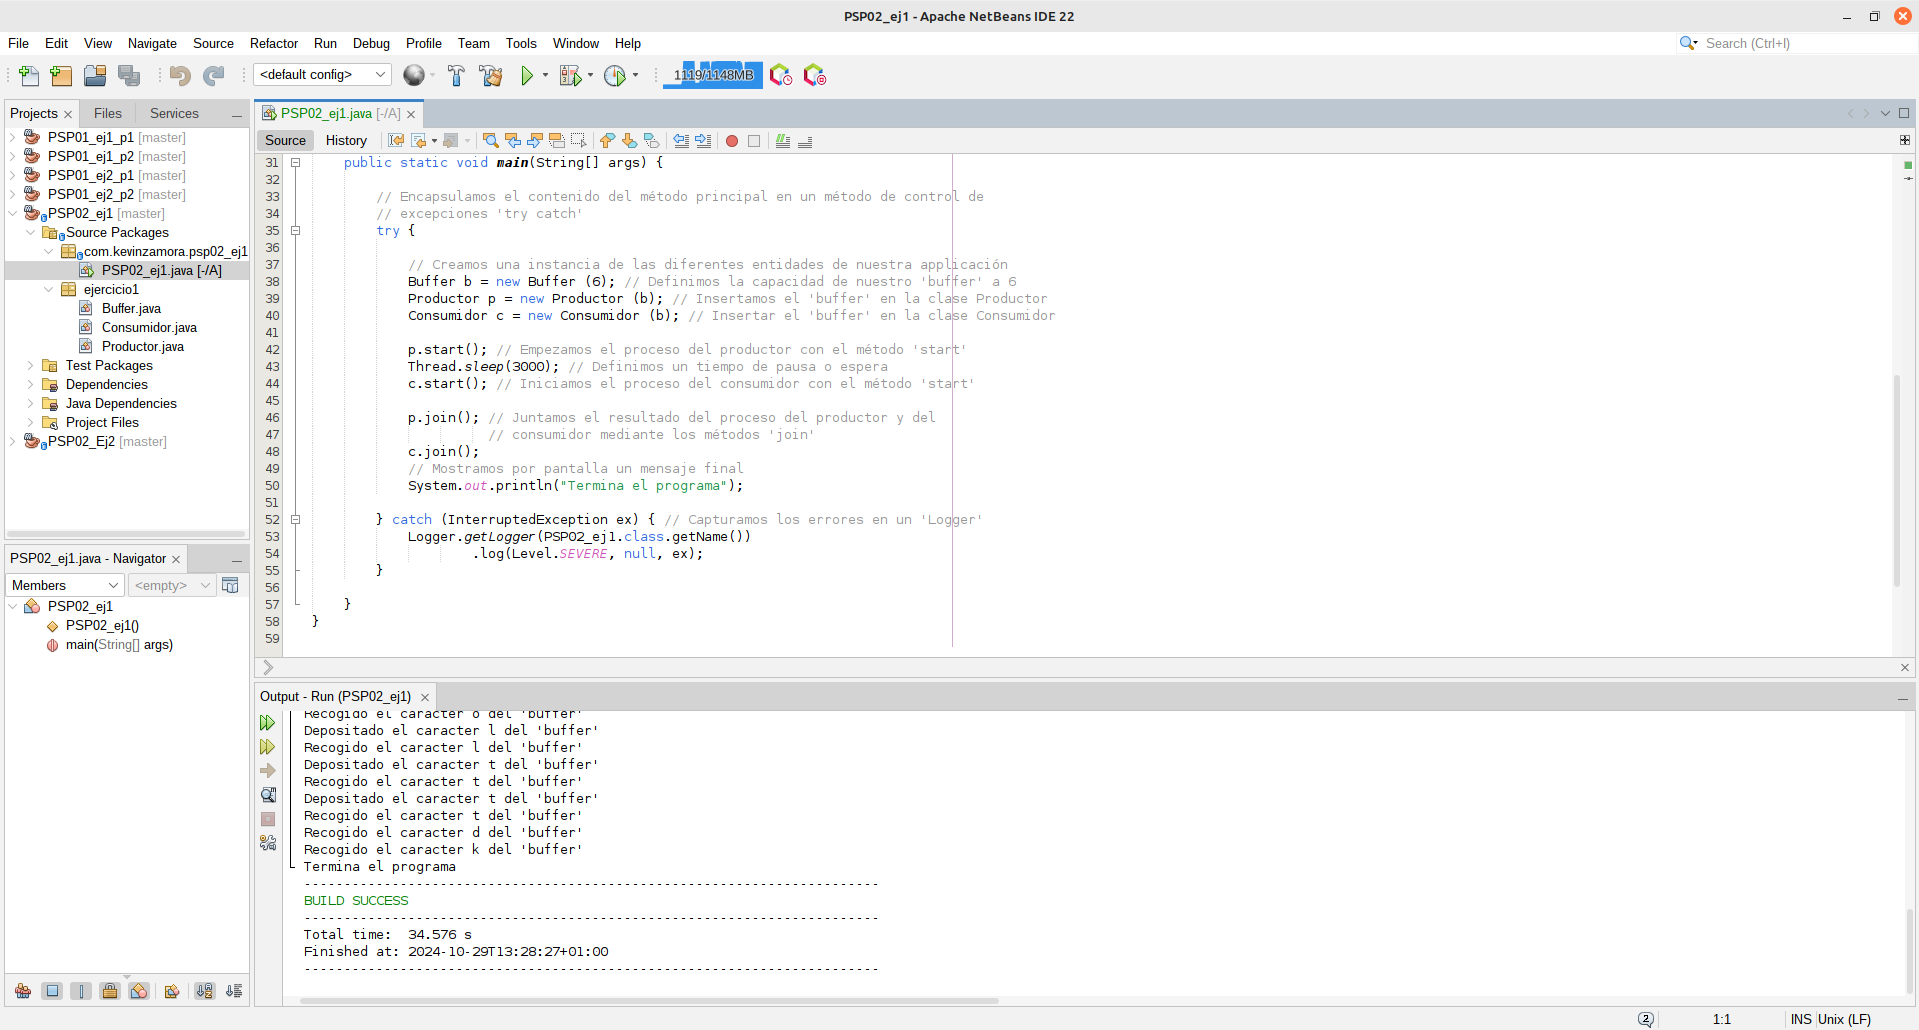 PSP02_ej1 - Apache NetBeans IDE 22
File Edit View Navigate Source Refactor Run Debug Profile Team Tools Window Help
Search (Ctrl+I)
<default config>
1119/1148MB
Projects Files Services
PSP01_ej1_p1 [master]
PSP01_ej1_p2 [master]
PSP01_ej2_p1 [master]
PSP01_ej2_p2 [master]
PSP02_ej1 [master]
Source Packages
com.kevinzamora.psp02_ej1
PSP02_ej1.java [-/A]
ejercicio1
Buffer.java
Consumidor.java
Productor.java
Test Packages
Dependencies
Java Dependencies
Project Files
PSP02_Ej2 [master]
PSP02_ej1.java - Navigator
Members <empty>
PSP02_ej1
PSP02_ej1()
main(String[] args)
PSP02_ej1.java [-/A]
Source History
31 public static void main(String[] args) {
32
33 // Encapsulamos el contenido del método principal en un método de control de
34 // excepciones 'try catch'
35 try {
36
37 // Creamos una instancia de las diferentes entidades de nuestra applicación
38 Buffer b = new Buffer (6); // Definimos la capacidad de nuestro 'buffer' a 6
39 Productor p = new Productor (b); // Insertamos el 'buffer' en la clase Productor
40 Consumidor c = new Consumidor (b); // Insertar el 'buffer' en la clase Consumidor
41
42 p.start(); // Empezamos el proceso del productor con el método 'start'
43 Thread.sleep(3000); // Definimos un tiempo de pausa o espera
44 c.start(); // Iniciamos el proceso del consumidor con el método 'start'
45
46 p.join(); // Juntamos el resultado del proceso del productor y del
47 // consumidor mediante los métodos 'join'
48 c.join();
49 // Mostramos por pantalla un mensaje final
50 System.out.println("Termina el programa");
51
52 } catch (InterruptedException ex) { // Capturamos los errores en un 'Logger'
53 Logger.getLogger(PSP02_ej1.class.getName())
54 .log(Level.SEVERE, null, ex);
55 }
56
57 }
58 }
59
Output - Run (PSP02_ej1)
Recogido el caracter o del 'buffer'
Depositado el caracter l del 'buffer'
Recogido el caracter l del 'buffer'
Depositado el caracter t del 'buffer'
Recogido el caracter t del 'buffer'
Depositado el caracter t del 'buffer'
Recogido el caracter t del 'buffer'
Recogido el caracter d del 'buffer'
Recogido el caracter k del 'buffer'
Termina el programa
------------------------------------------------------------------------
BUILD SUCCESS
------------------------------------------------------------------------
Total time: 34.576 s
Finished at: 2024-10-29T13:28:27+01:00
------------------------------------------------------------------------
2 1:1 INS Unix (LF)